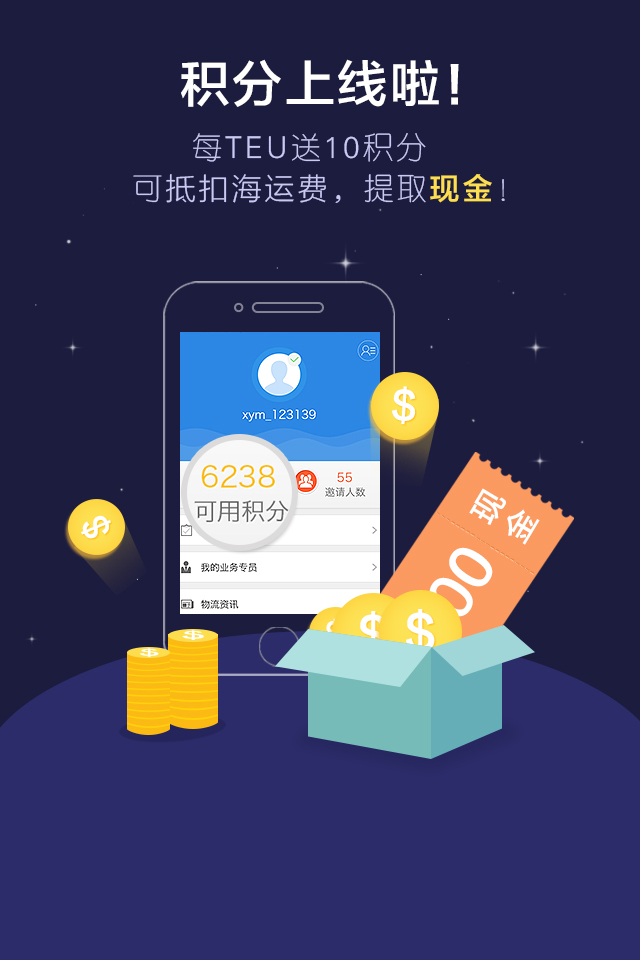 积分上线啦!
每TEU送10积分
可抵扣海运费，提取现金!
xym_123139
6238
可用积分
55
邀请人数
我的业务专员
物流资讯
现金
00
$
$
$
$
$
$